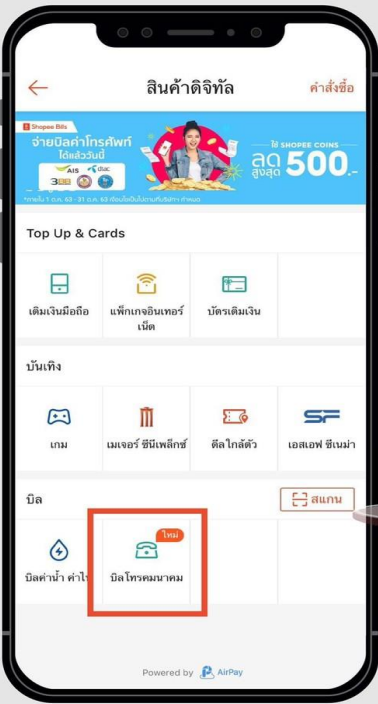 สินค้าดิจิทัล
คำสั่งซื้อ
Shopee Bills
จ่ายบิลค่าโทรศัพท์
ได้แล้ววันนี้
AIS dtac
ใช้ SHOPEE COINS
ลดสูงสุด 500.-
Top Up & Cards
เติมเงินมือถือ
แพ็กเกจอินเทอร์เน็ต
บัตรเติมเงิน
บันเทิง
เกม
เมเจอร์ ซีนีเพล็กซ์
ดีลใกล้ตัว
เอสเอฟ ซีเนม่า
บิล
สแกน
ใหม่
บิลค่าน้ำ ค่าไ
บิลโทรคมนาคม
Powered by AirPay